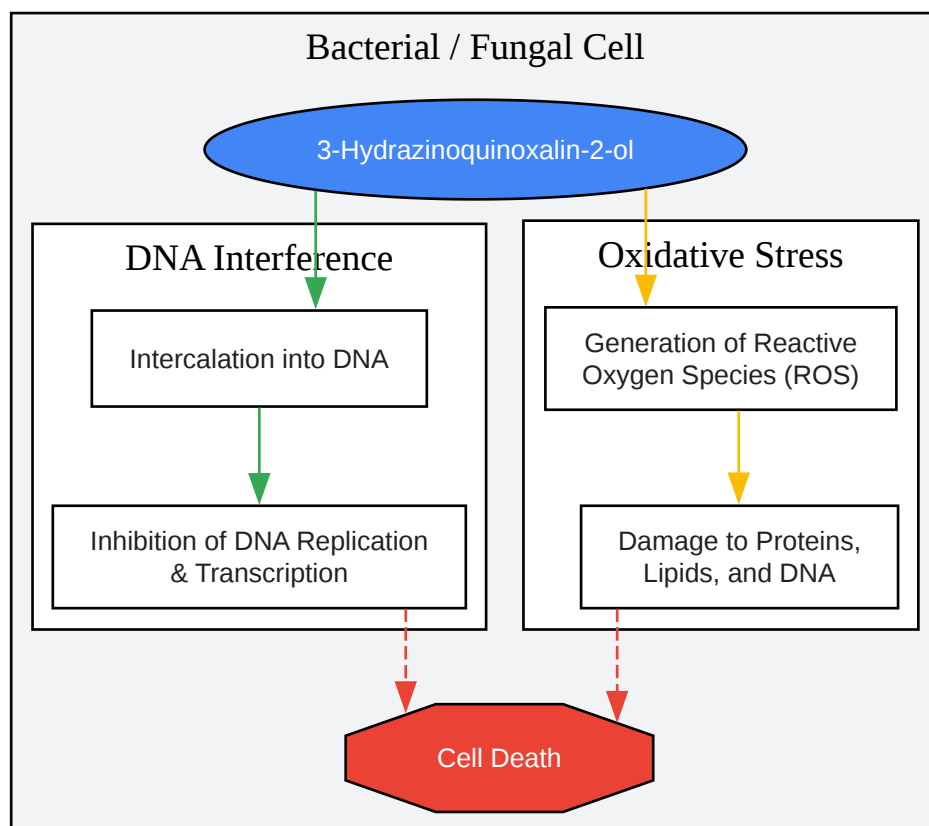 Bacterial / Fungal Cell
3-Hydrazinoquinoxalin-2-ol
DNA Interference
Intercalation into DNA
Inhibition of DNA Replication
& Transcription
Oxidative Stress
Generation of Reactive
Oxygen Species (ROS)
Damage to Proteins,
Lipids, and DNA
Cell Death